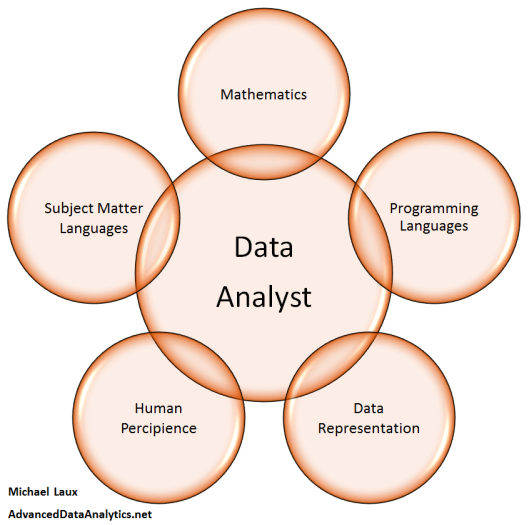 Mathematics
Subject Matter
Languages
Programming
Languages
Data
Analyst
Human
Percipience
Data
Representation
Michael Laux
AdvancedDataAnalytics.net